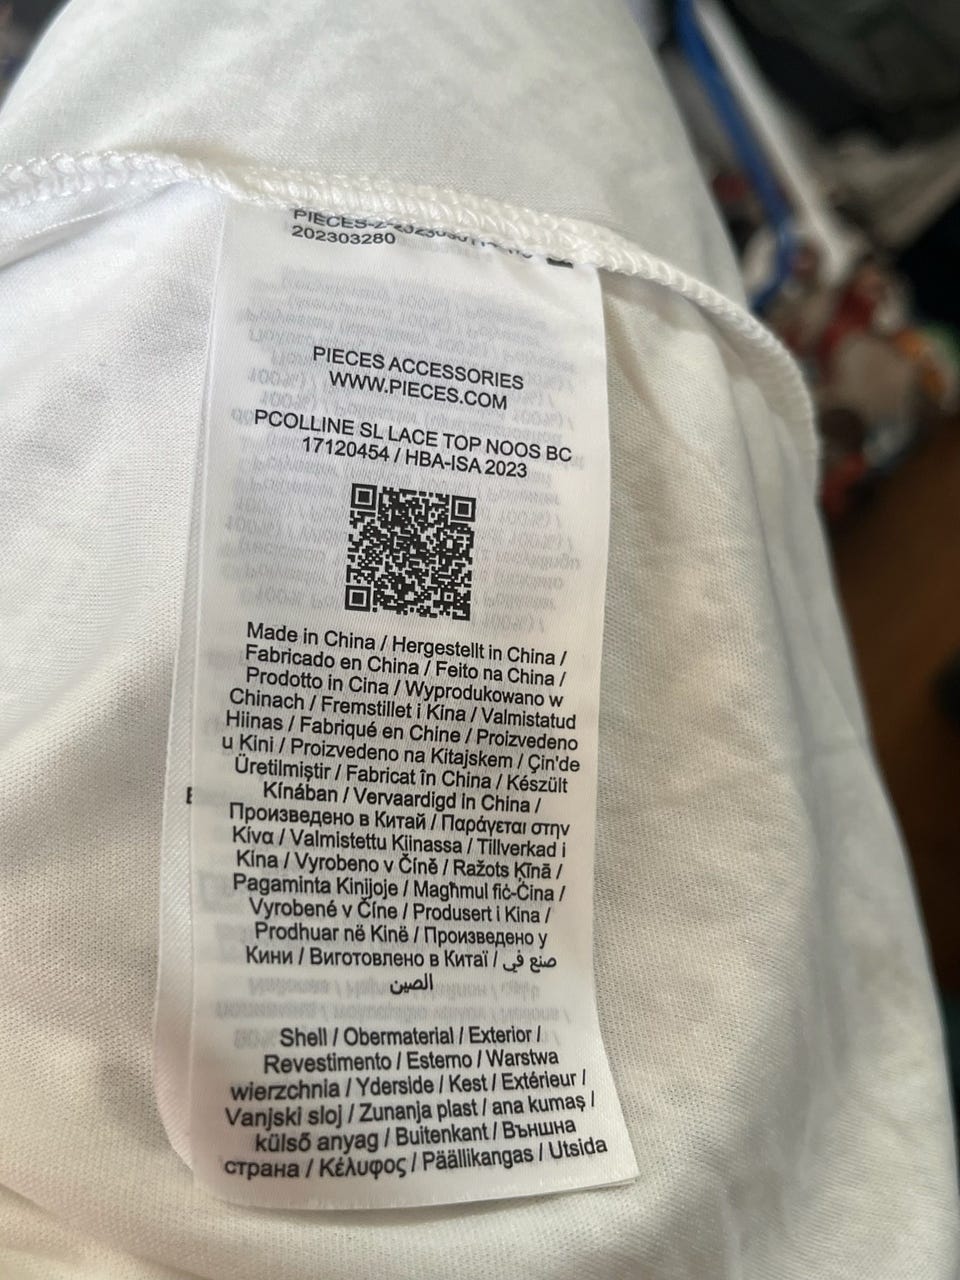 202303280
PIECES ACCESSORIES
WWW.PIECES.COM
PCOLLINE SL LACE TOP NOOS BC
17120454 / HBA-ISA 2023
Made in China / Hergestellt in China /
Fabricado en China / Feito na China /
Prodotto in Cina / Wyprodukowano w
Chinach / Fremstillet i Kina / Valmistatud
Hiinas / Fabriqué en Chine / Proizvedeno
u Kini / Proizvedeno na Kitajskem / Çin'de
Üretilmiştir / Fabricat în China / Készült
Kínában / Vervaardigd in China /
Произведено в Китай / Παράγεται στην
Κίνα / Valmistettu Kiinassa / Tillverkad i
Kina / Vyrobeno v Číně / Ražots Ķīnā /
Pagaminta Kinijoje / Magħmul fiċ-Ċina /
Vyrobené v Číne / Produsert i Kina /
Prodhuar në Kinë / Произведено у
Кини / Виготовлено в Китаї / صنع في
الصين
Shell / Obermaterial / Exterior /
Revestimento / Esterno / Warstwa
wierzchnia / Yderside / Kest / Extérieur /
Vanjski sloj / Zunanja plast / ana kumaş /
külső anyag / Buitenkant / Външна
страна / Κέλυφος / Päällikangas / Utsida